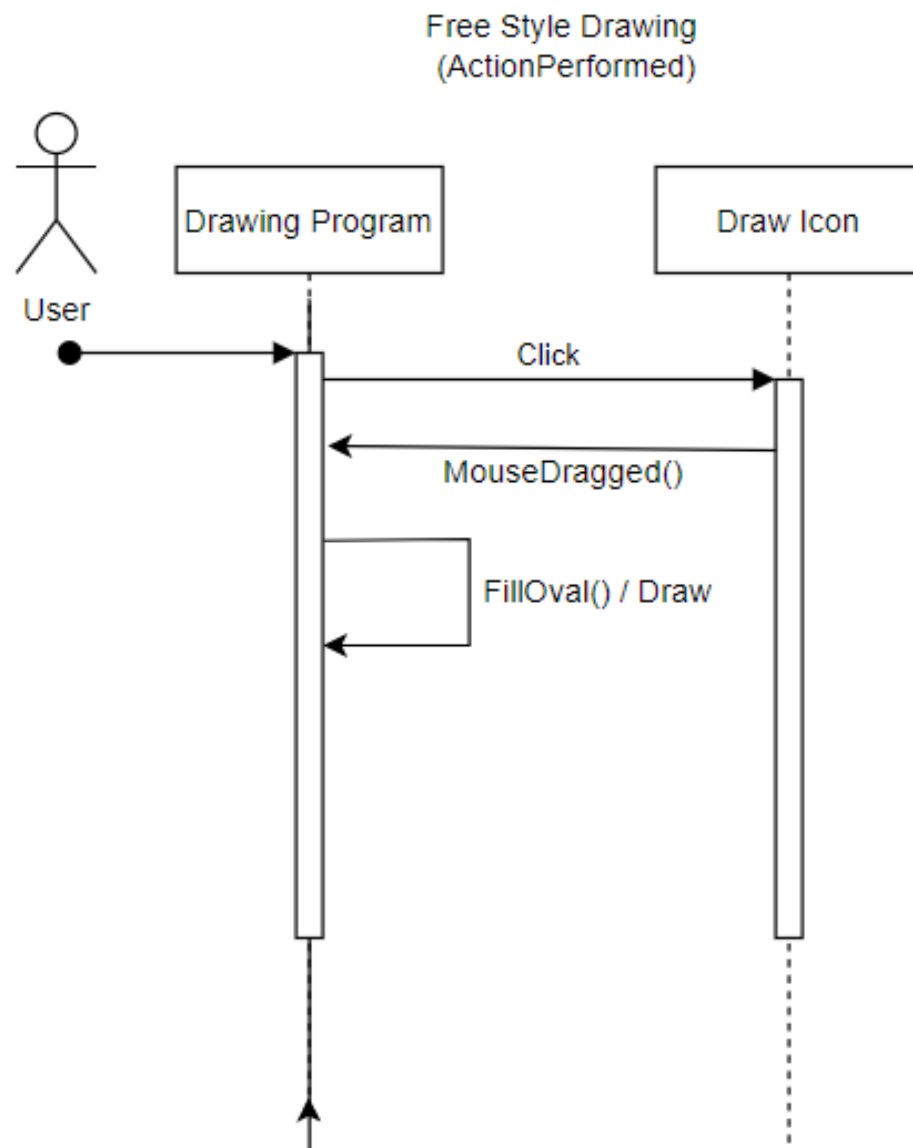 Free Style Drawing
(ActionPerformed)
Drawing Program
Draw Icon
User
Click
MouseDragged()
FillOval() / Draw